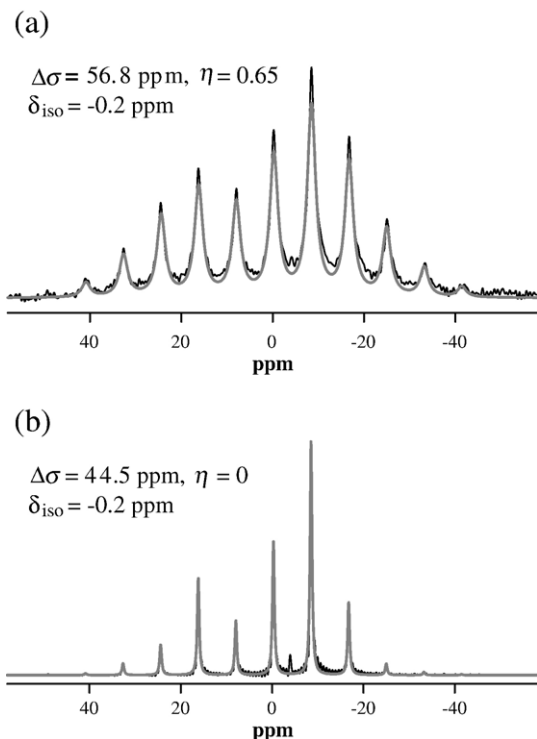 (a)
Δσ = 56.8 ppm, η = 0.65
δiso = -0.2 ppm
40 20 0 -20 -40
ppm
(b)
Δσ = 44.5 ppm, η = 0
δiso = -0.2 ppm
40 20 0 -20 -40
ppm